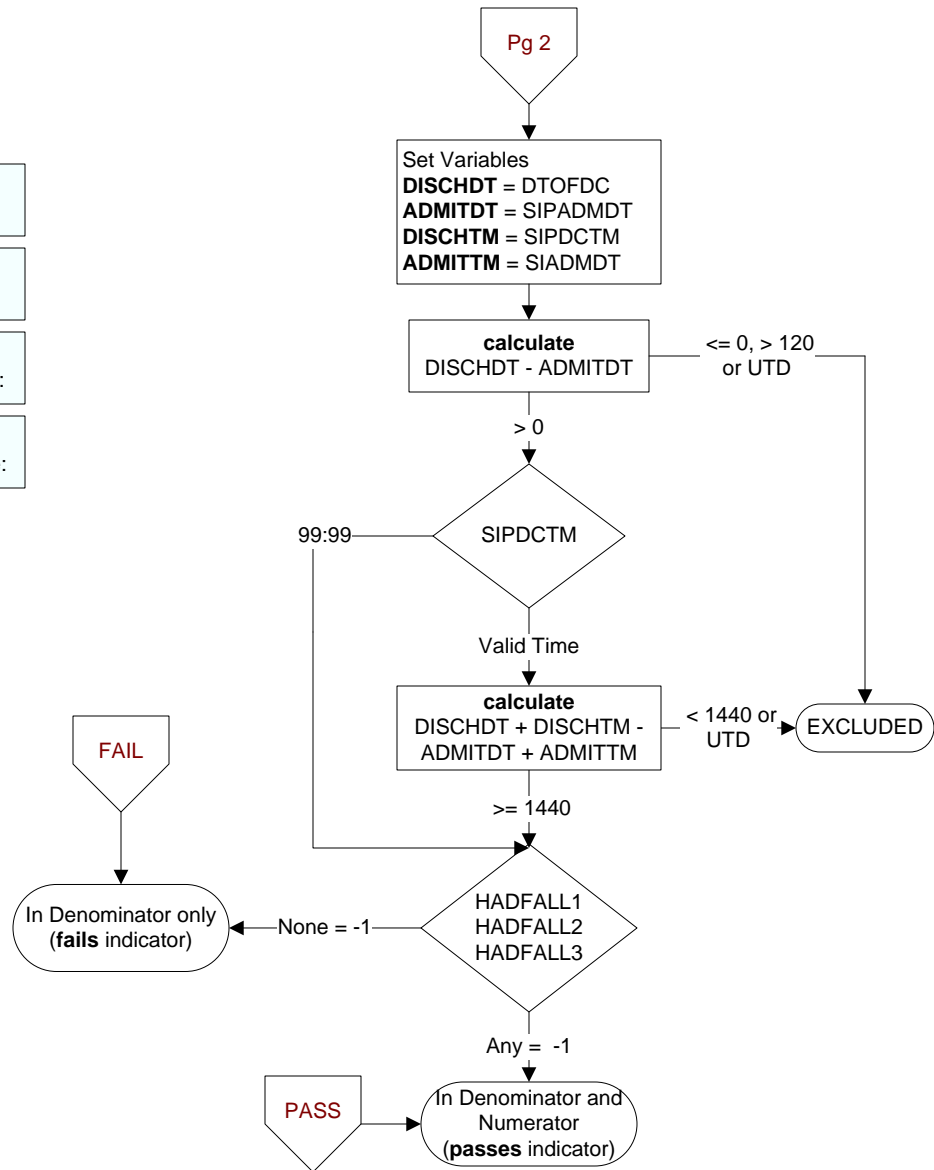 Pg 2
Set Variables
DISCHDT = DTOFDC
ADMITDT = SIPADMDT
DISCHTM = SIPDCTM
ADMITTM = SIADMDT
calculate
DISCHDT - ADMITDT
<= 0, > 120
or UTD
:
> 0
:
99:99
SIPDCTM
Valid Time
calculate
DISCHDT + DISCHTM -
ADMITDT + ADMITTM
< 1440 or
UTD
EXCLUDED
FAIL
>= 1440
In Denominator only
(fails indicator)
None = -1
HADFALL1
HADFALL2
HADFALL3
Any =  -1
PASS
In Denominator and
Numerator
(passes indicator)